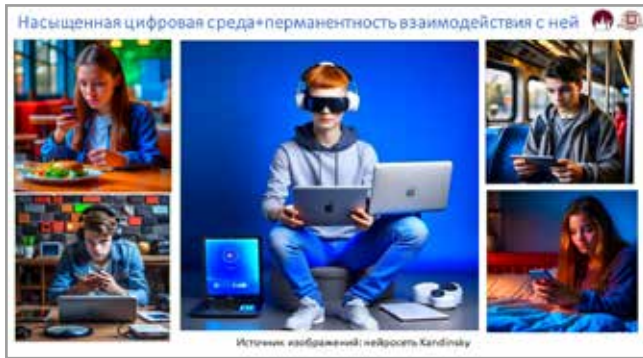 Насыщенная цифровая среда+перманентность взаимодействия с ней
Источник изображений: нейросеть Kandinsky